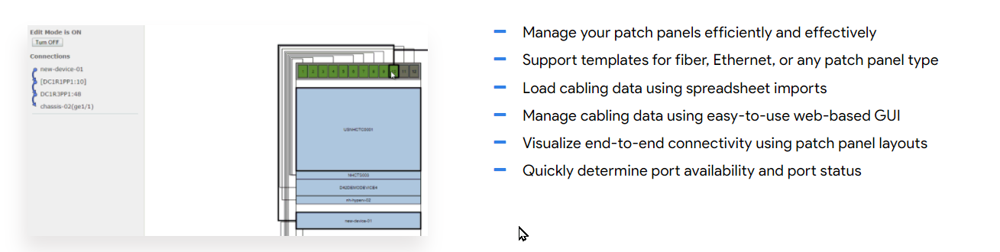 Edit Mode is ON
Turn OFF
Connections
new-device-01
[DC1R1PP1:10]
DC1R3PP1:48
chassis-02(ge1/1)
1 2 3 4 5 6 7 8 9 11 12
NHCTS003
D42DEMODEVICE4
new-device-01
Manage your patch panels efficiently and effectively
Support templates for fiber, Ethernet, or any patch panel type
Load cabling data using spreadsheet imports
Manage cabling data using easy-to-use web-based GUI
Visualize end-to-end connectivity using patch panel layouts
Quickly determine port availability and port status